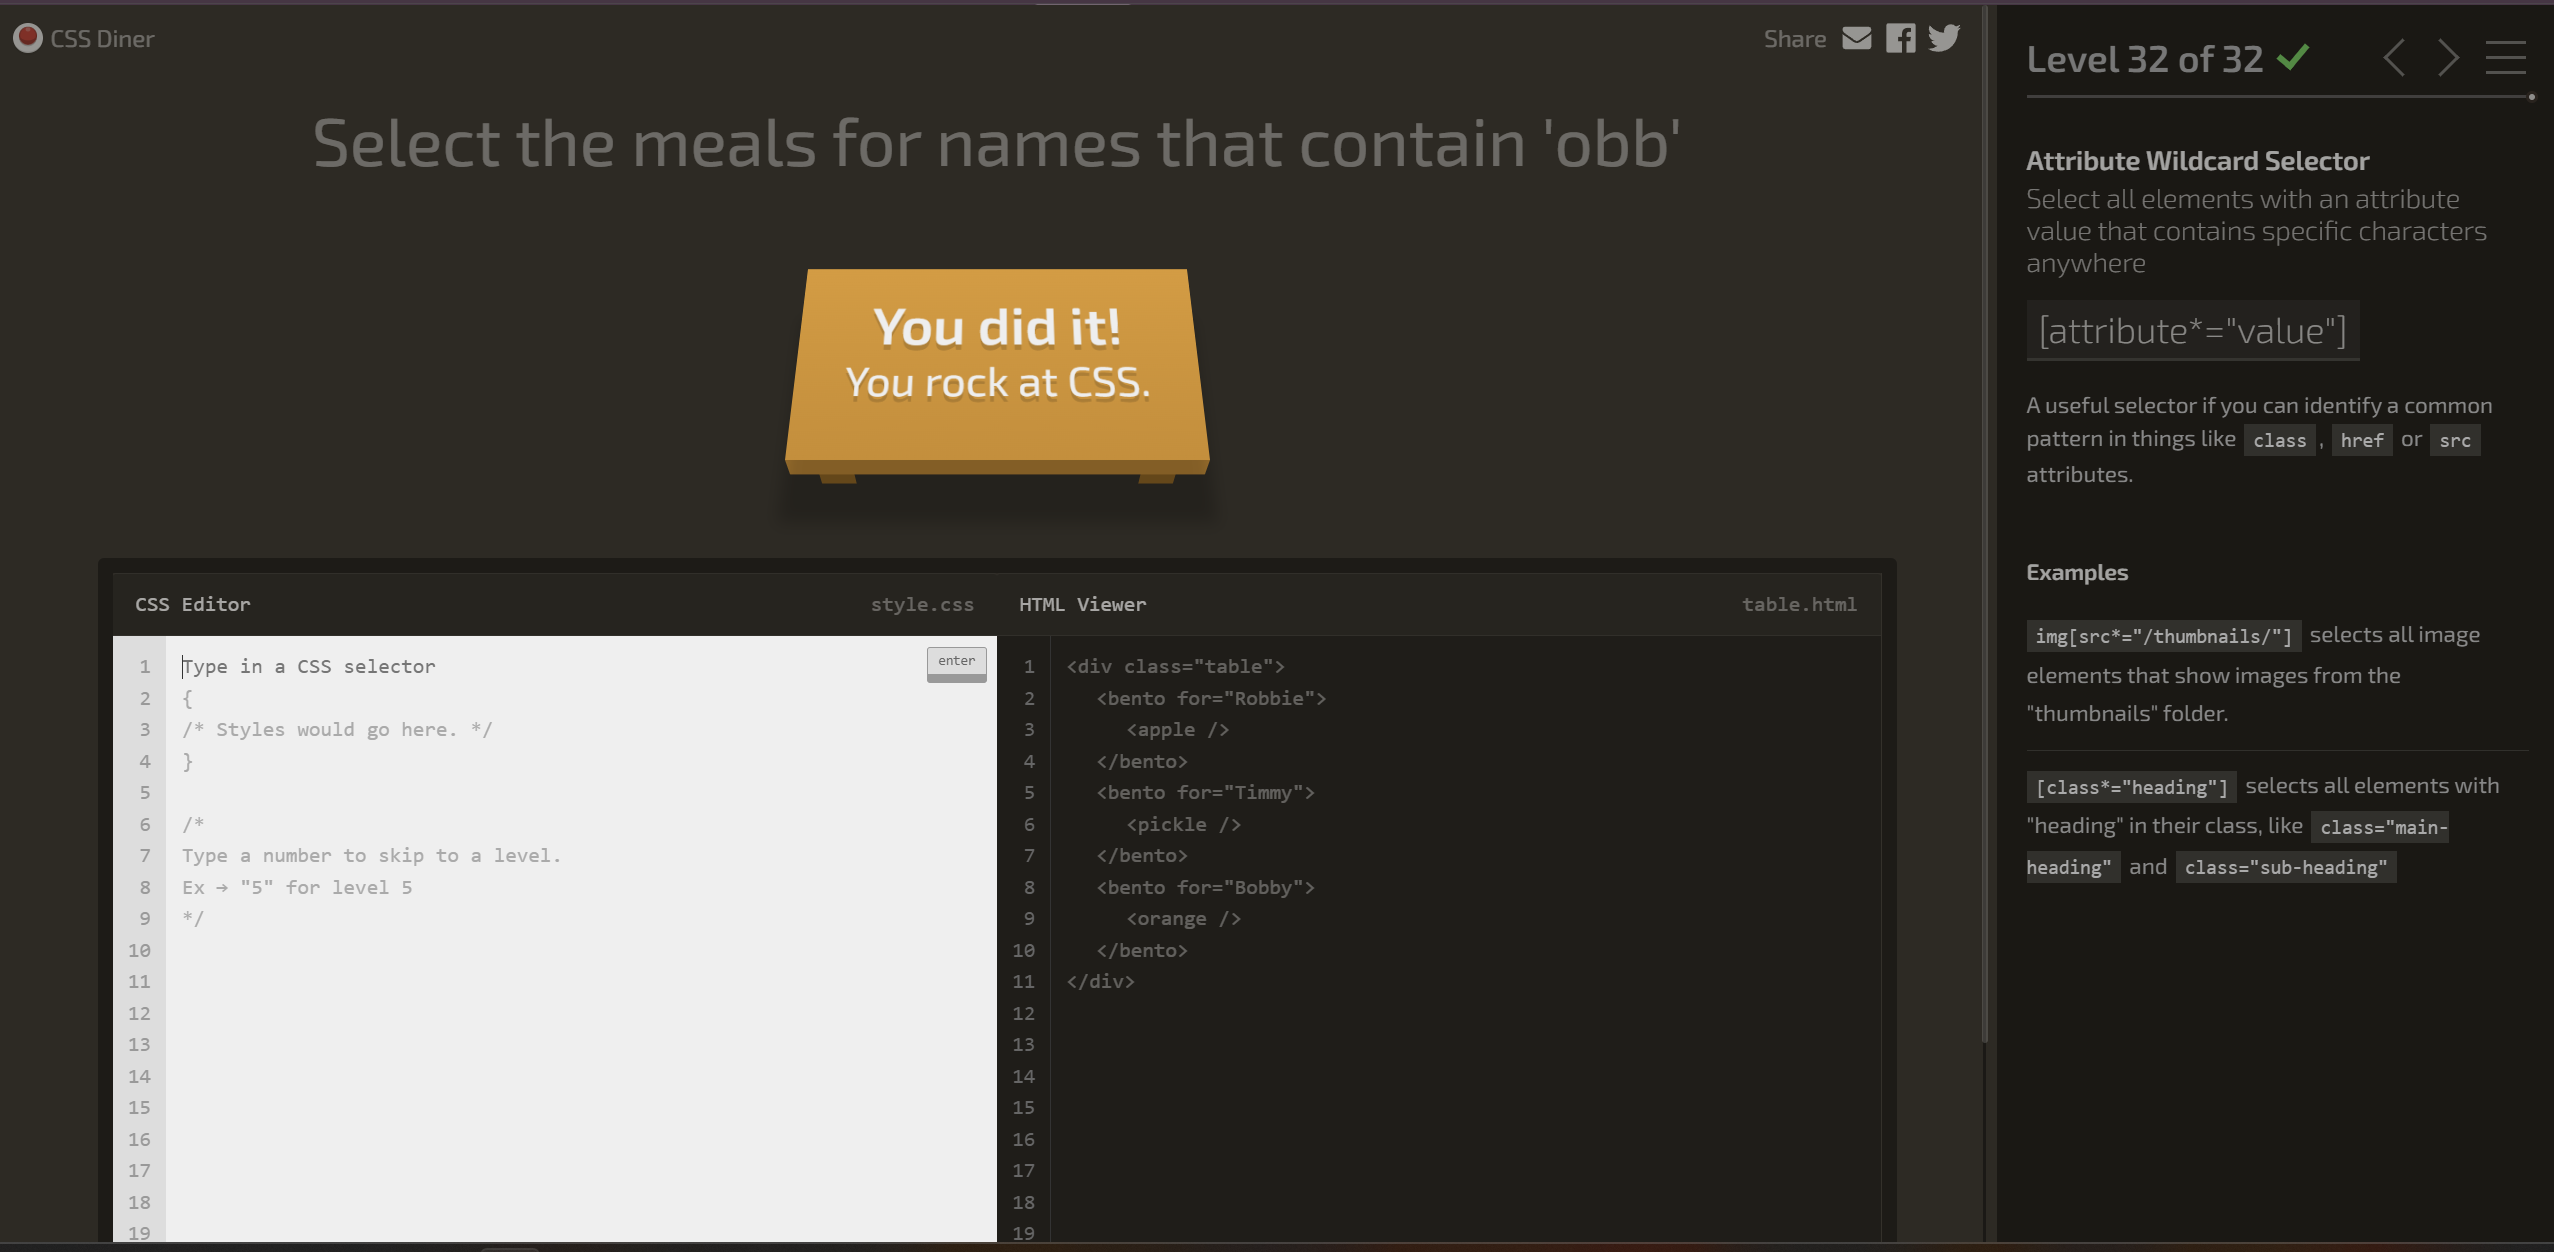 CSS Diner
Share
Select the meals for names that contain 'obb'
You did it!
You rock at CSS.
CSS Editor
style.css
HTML Viewer
table.html
1
2
3
4
5
6
7
8
9
10
11
12
13
14
15
16
17
18
19
Type in a CSS selector
enter
{
/* Styles would go here. */
}
/*
Type a number to skip to a level.
Ex → "5" for level 5
*/
1
2
3
4
5
6
7
8
9
10
11
12
13
14
15
16
17
18
19
<div class="table">
<bento for="Robbie">
<apple />
</bento>
<bento for="Timmy">
<pickle />
</bento>
<bento for="Bobby">
<orange />
</bento>
</div>
Level 32 of 32
Attribute Wildcard Selector
Select all elements with an attribute
value that contains specific characters
anywhere
[attribute*="value"]
A useful selector if you can identify a common
pattern in things like class , href or src
attributes.
Examples
img[src*="/thumbnails/"] selects all image
elements that show images from the
"thumbnails" folder.
[class*="heading"] selects all elements with
"heading" in their class, like class="main-
heading" and class="sub-heading"